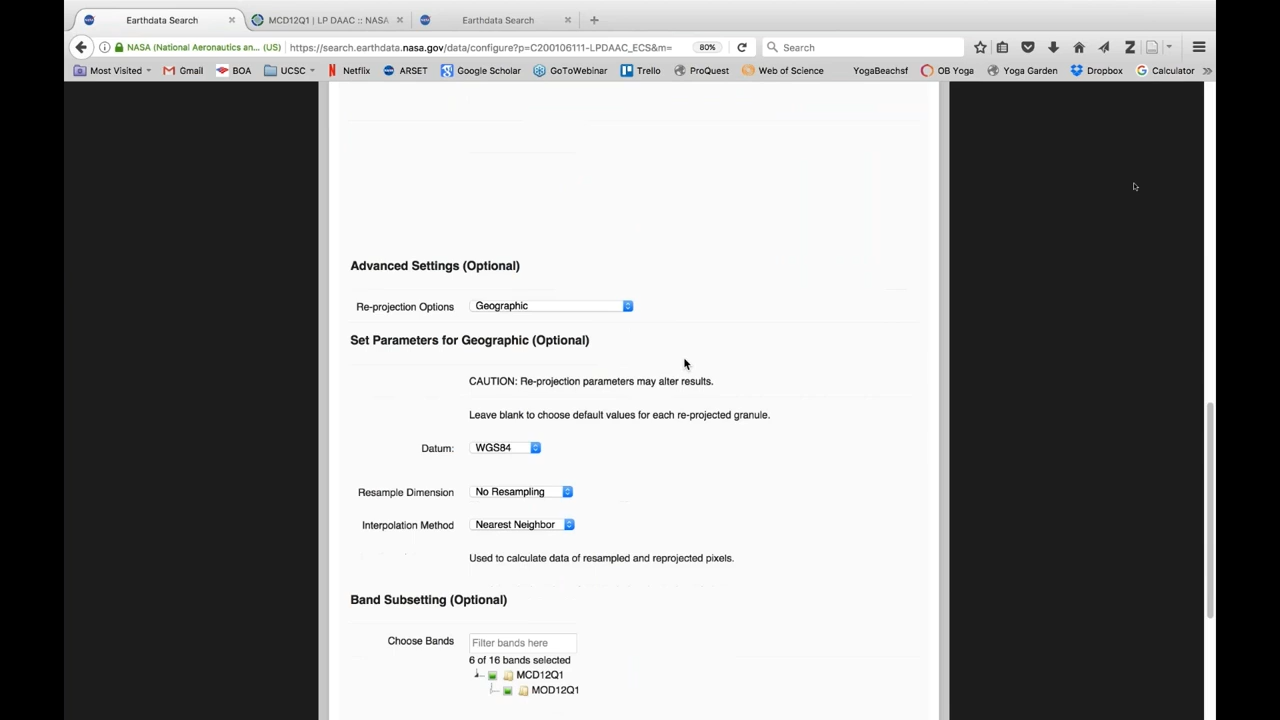 Earthdata Search
MCD12Q1 | LP DAAC :: NASA
Earthdata Search
NASA (National Aeronautics an... (US)
https://search.earthdata.nasa.gov/data/configure?p=C200106111-LPDAAC_ECS&m=
80%
Search
Most Visited
Gmail
BOA
UCSC
Netflix
ARSET
Google Scholar
GoToWebinar
Trello
ProQuest
Web of Science
YogaBeachsf
OB Yoga
Yoga Garden
Dropbox
Calculator
Advanced Settings (Optional)
Re-projection Options
Geographic
Set Parameters for Geographic (Optional)
CAUTION: Re-projection parameters may alter results.
Leave blank to choose default values for each re-projected granule.
Datum:
WGS84
Resample Dimension
No Resampling
Interpolation Method
Nearest Neighbor
Used to calculate data of resampled and reprojected pixels.
Band Subsetting (Optional)
Choose Bands
Filter bands here
6 of 16 bands selected
MCD12Q1
MOD12Q1